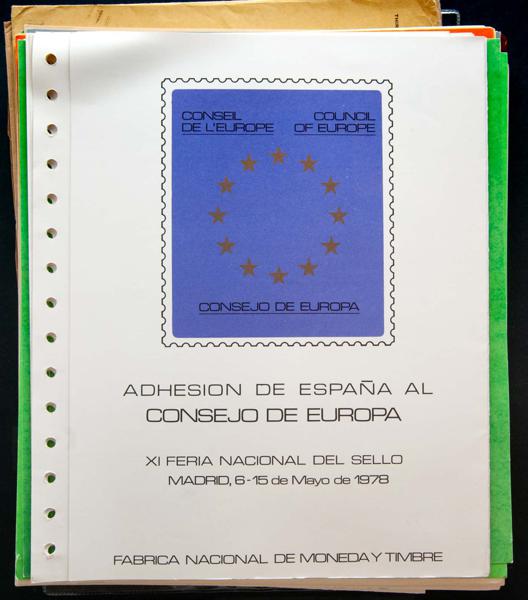 CONSEIL COUNCIL
DE L'EUROPE OF EUROPE
CONSEJO DE EUROPA
ADHESION DE ESPAÑA AL
CONSEJO DE EUROPA
XI FERIA NACIONAL DEL SELLO
MADRID, 6-15 de Mayo de 1978
FABRICA NACIONAL DE MONEDA Y TIMBRE